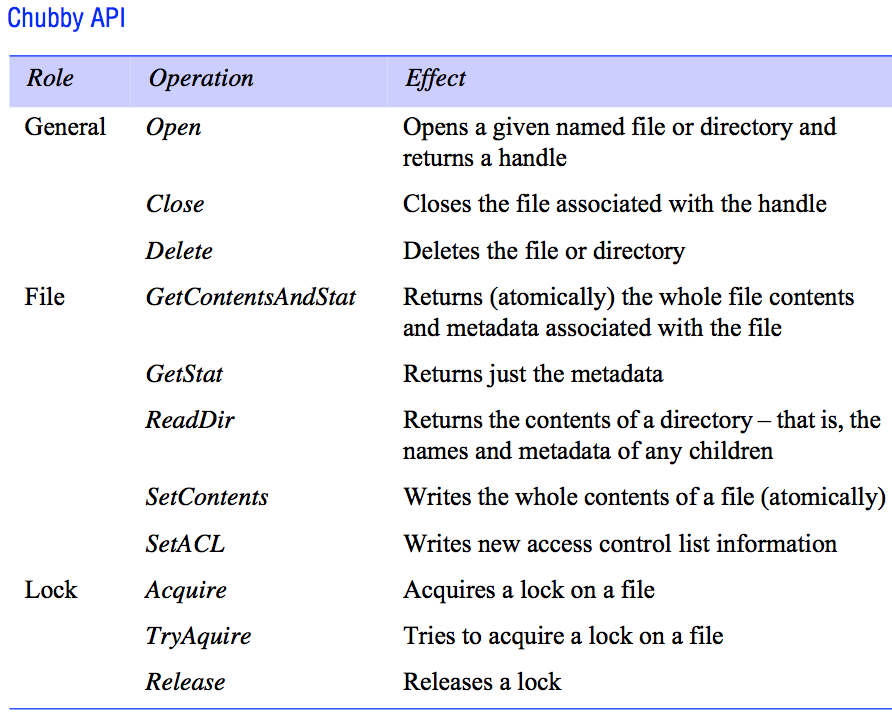 Chubby API
Role Operation Effect
General Open Opens a given named file or directory and
returns a handle
Close Closes the file associated with the handle
Delete Deletes the file or directory
File GetContentsAndStat Returns (atomically) the whole file contents
and metadata associated with the file
GetStat Returns just the metadata
ReadDir Returns the contents of a directory – that is, the
names and metadata of any children
SetContents Writes the whole contents of a file (atomically)
SetACL Writes new access control list information
Lock Acquire Acquires a lock on a file
TryAquire Tries to acquire a lock on a file
Release Releases a lock